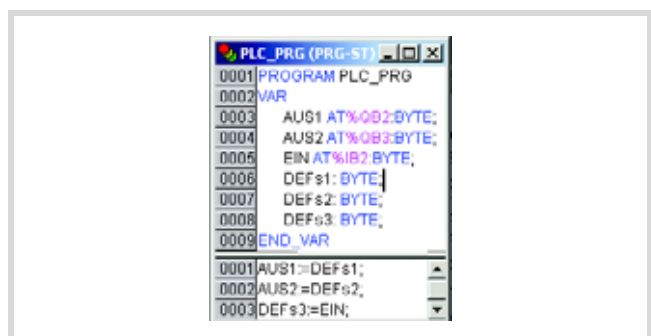 PLC_PRG (PRG-ST)
0001 PROGRAM PLC_PRG
0002 VAR
0003 AUS1 AT%QB2:BYTE;
0004 AUS2 AT%QB3:BYTE;
0005 EIN AT%IB2:BYTE;
0006 DEFs1: BYTE;
0007 DEFs2: BYTE;
0008 DEFs3: BYTE;
0009 END_VAR
0001 AUS1:=DEFs1;
0002 AUS2:=DEFs2;
0003 DEFs3:=EIN;